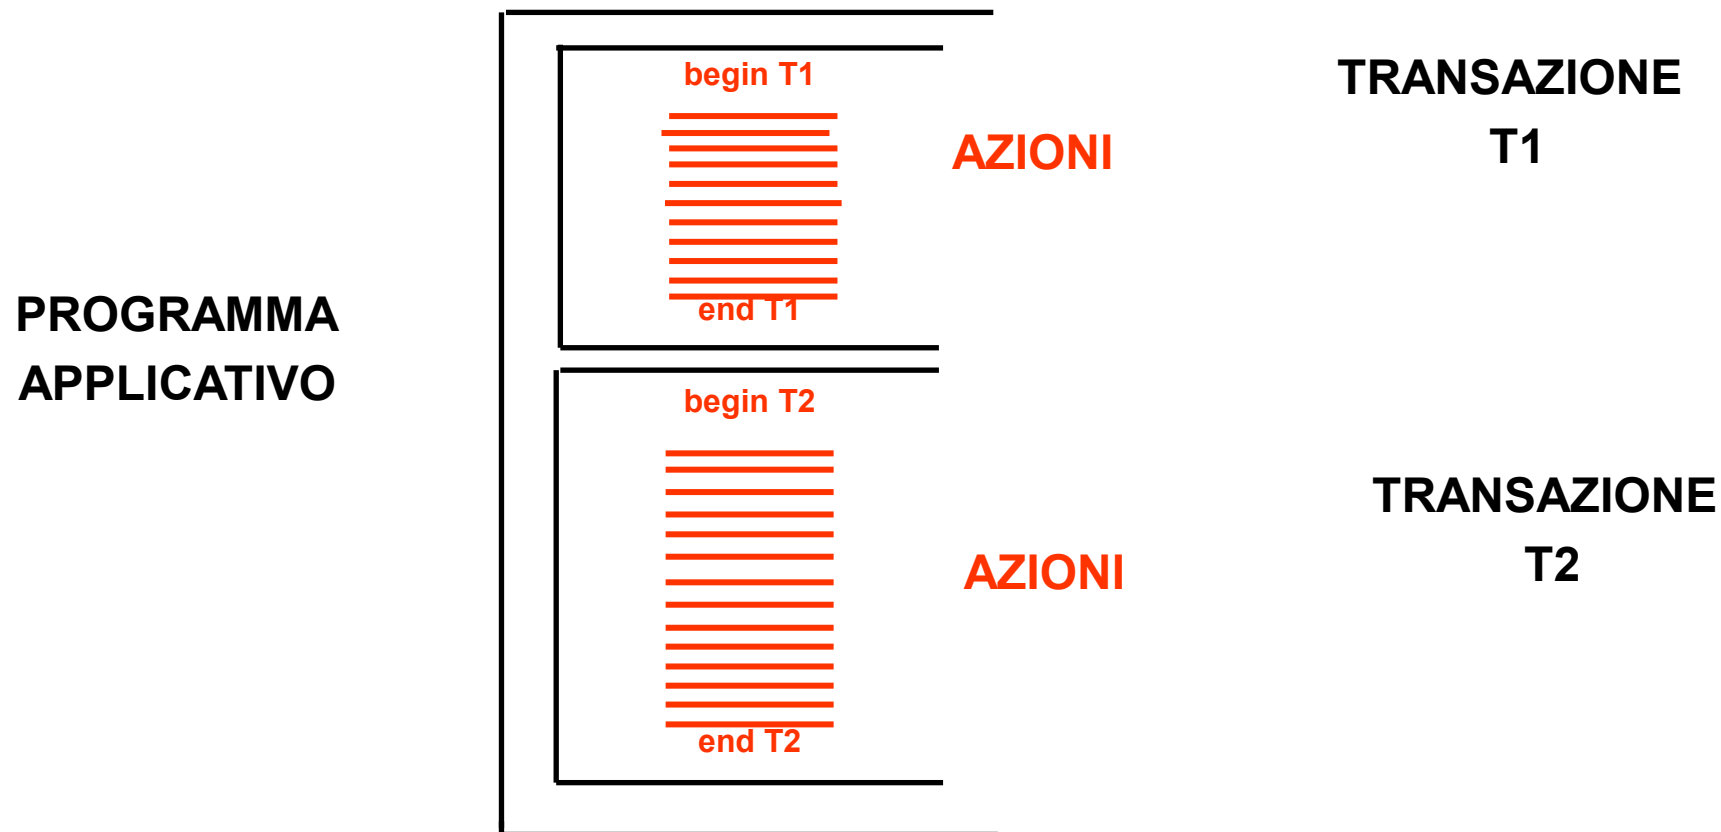 begin T1
AZIONI
end T1
TRANSAZIONE
T1
PROGRAMMA
APPLICATIVO
begin T2
AZIONI
end T2
TRANSAZIONE
T2